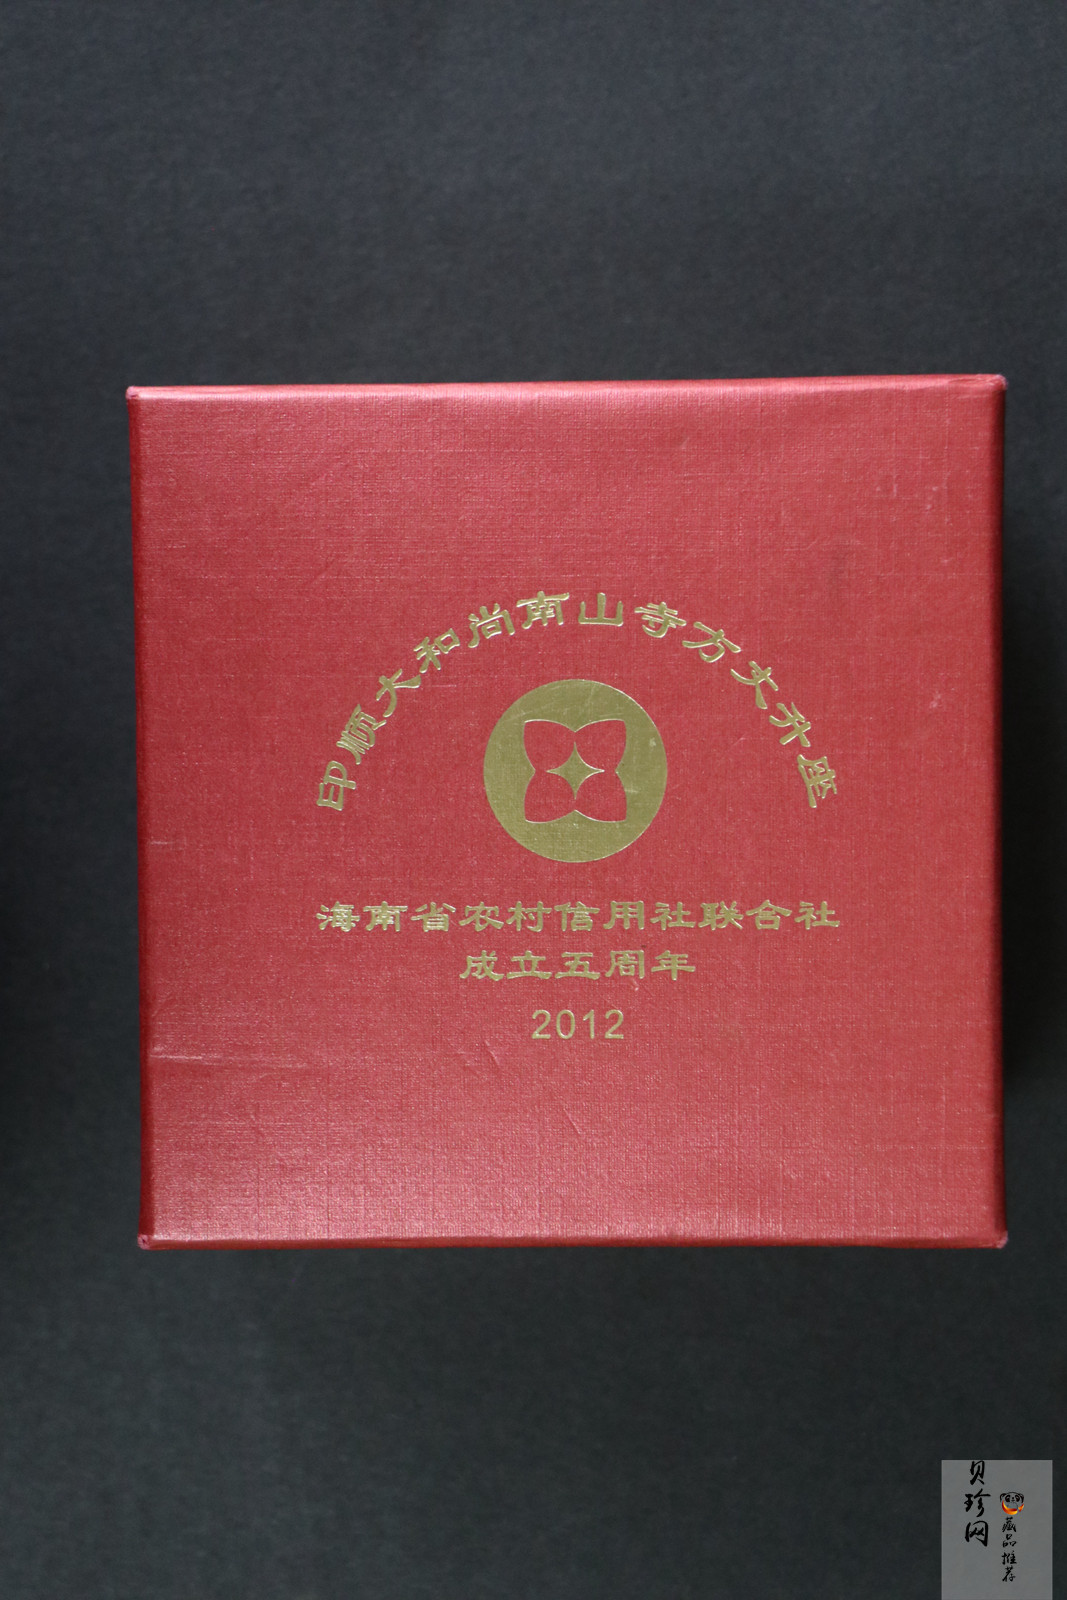 印顺大和尚南山寺方丈升座
海南省农村信用社联合社
成立五周年
2012
贝珍网
藏品推荐